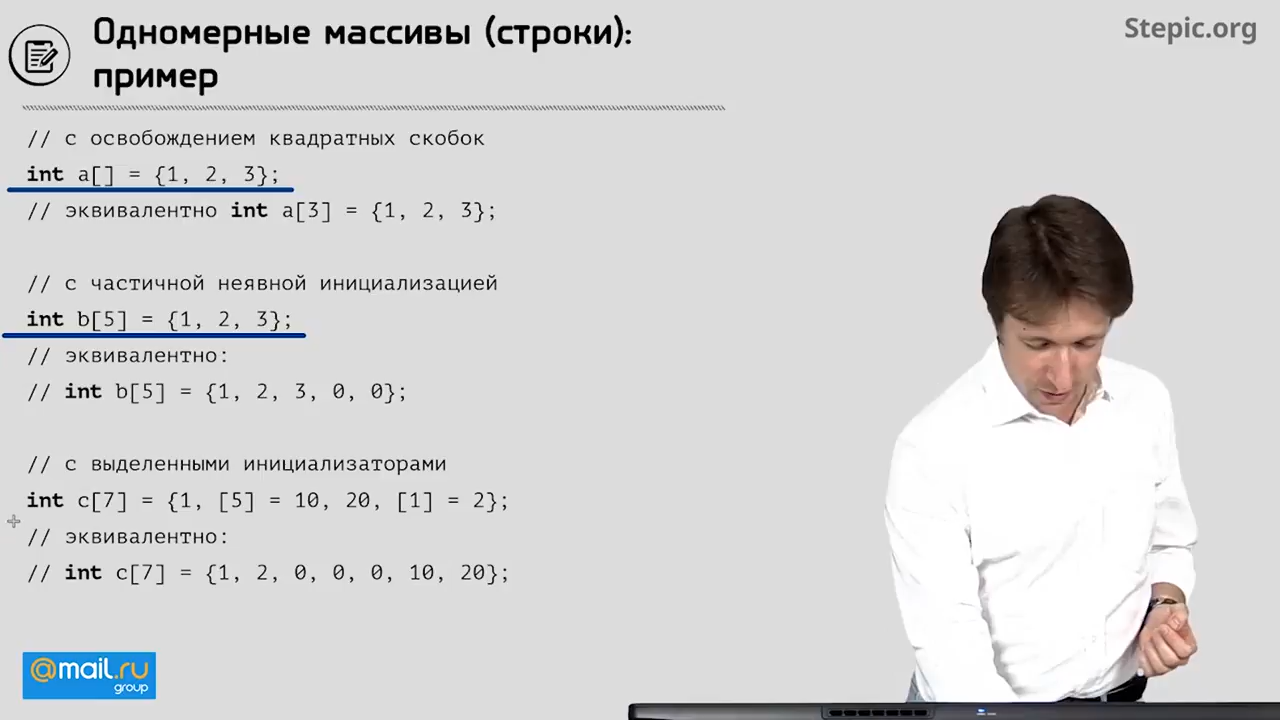 Одномерные массивы (строки):
пример
Stepic.org
// с освобождением квадратных скобок
int a[] = {1, 2, 3};
// эквивалентно int a[3] = {1, 2, 3};
// с частичной неявной инициализацией
int b[5] = {1, 2, 3};
// эквивалентно:
// int b[5] = {1, 2, 3, 0, 0};
// с выделенными инициализаторами
int c[7] = {1, [5] = 10, 20, [1] = 2};
// эквивалентно:
// int c[7] = {1, 2, 0, 0, 0, 10, 20};
@mail.ru
group